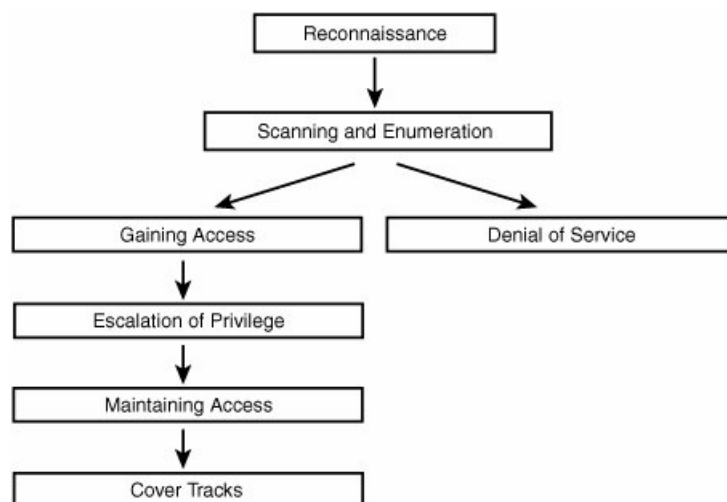 Reconnaissance
Scanning and Enumeration
Gaining Access
Denial of Service
Escalation of Privilege
Maintaining Access
Cover Tracks